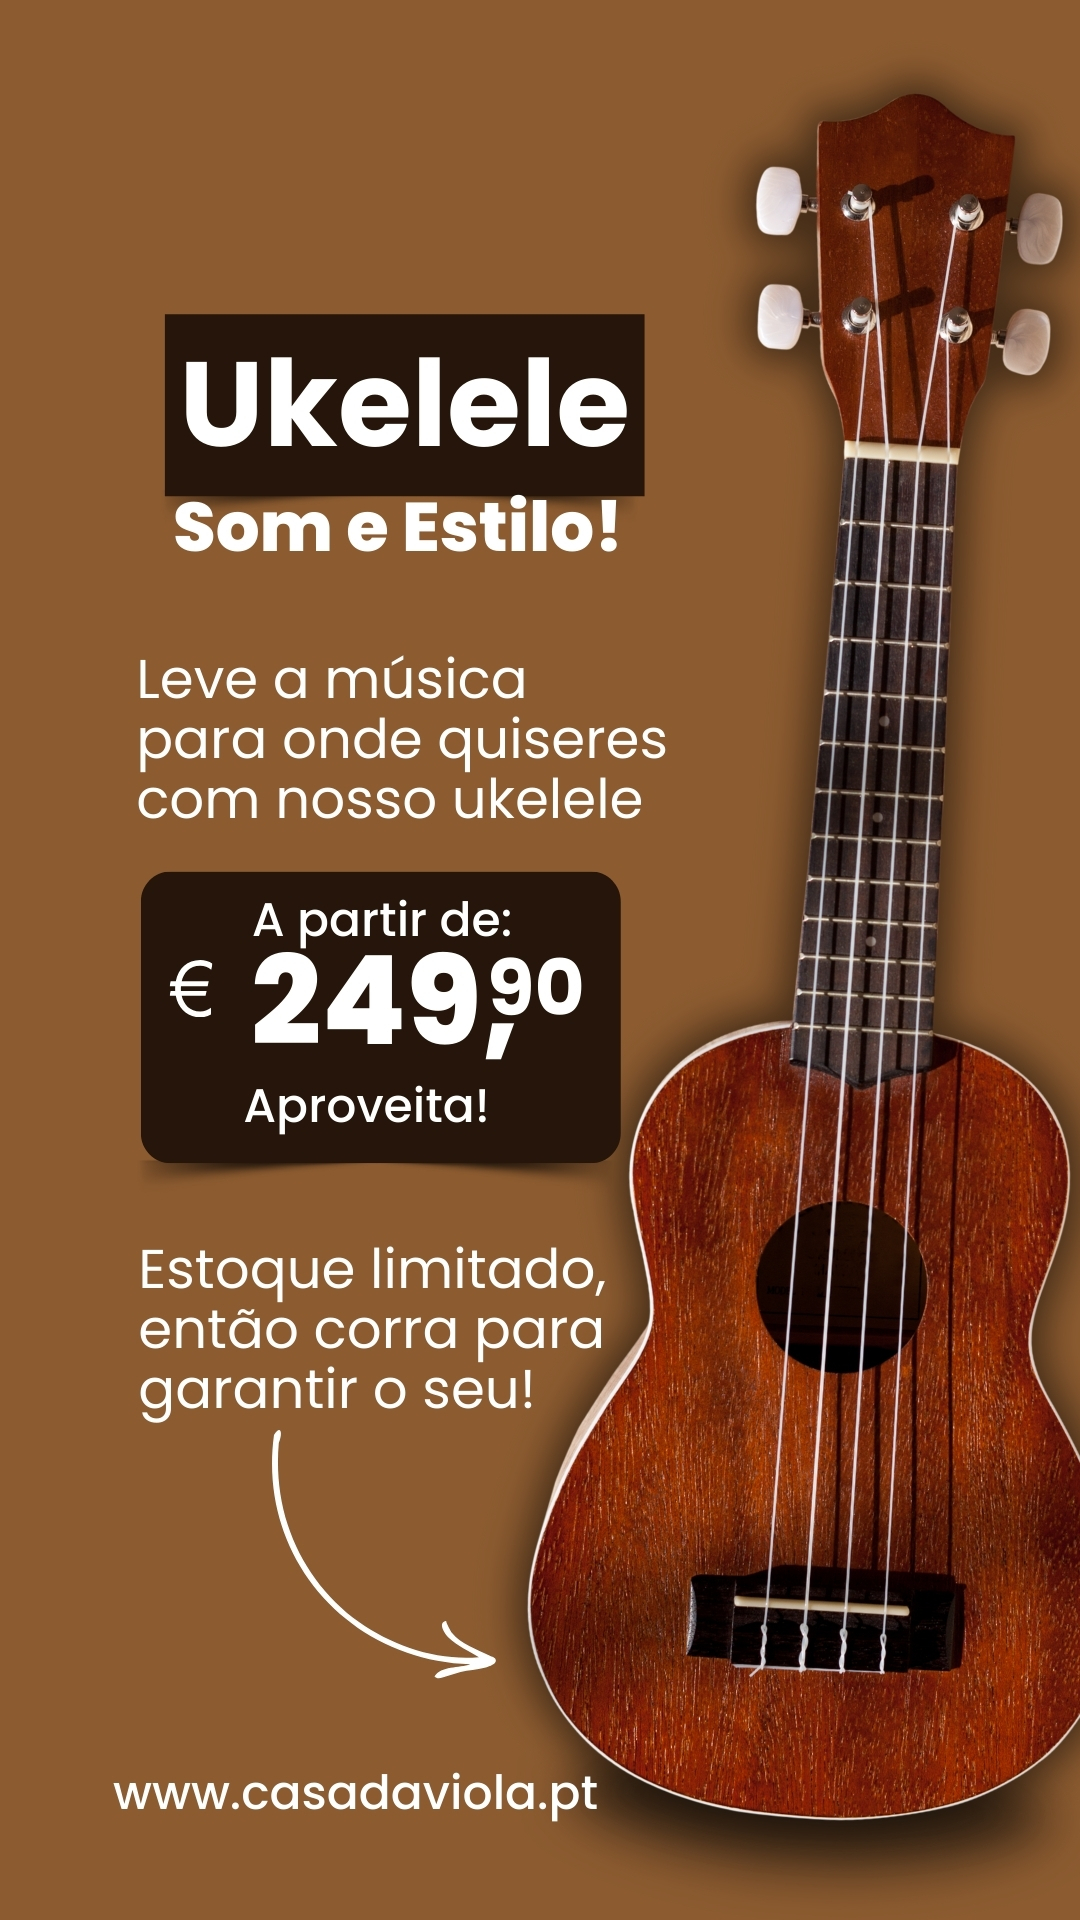 Ukelele
Som e Estilo!
Leve a música
para onde quiseres
com nosso ukelele
A partir de:
€ 249,90
Aproveita!
Estoque limitado,
então corra para
garantir o seu!
www.casadaviola.pt